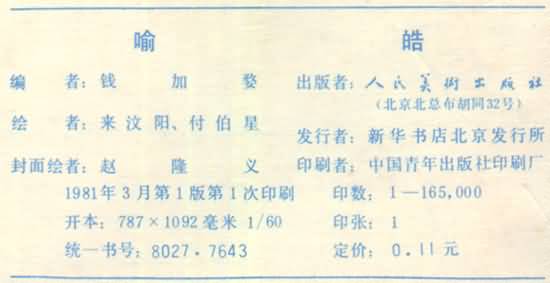 喻 皓
编 者：钱 加 婺
绘 者：来汶阳、付伯星
封面绘者：赵 隆 义
1981年3月第1版第1次印刷
开本：787×1092毫米 1/60
统一书号：8027·7643
出版者：人民美術出版社
（北京北总布胡同32号）
发行者：新华书店北京发行所
印刷者：中国青年出版社印刷厂
印数：1—165,000
印张：1
定价：0.11元